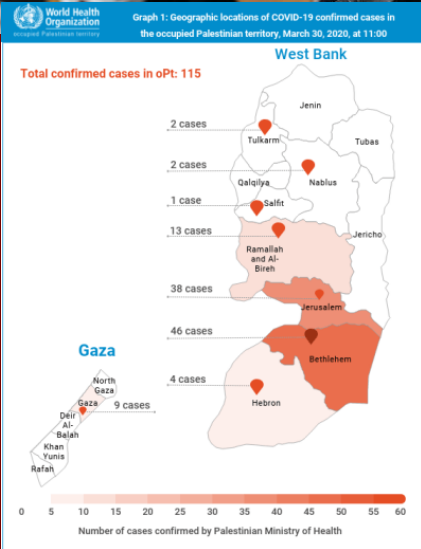 World Health
Organization
occupied Palestinian territory
Graph 1: Geographic locations of COVID-19 confirmed cases in
the occupied Palestinian territory, March 30, 2020, at 11:00
West Bank
Total confirmed cases in oPt: 115
Jenin
2 cases
Tulkarm
Tubas
2 cases
Qalqilya
Nablus
1 case
Salfit
13 cases
Jericho
Ramallah
and Al-
Bireh
38 cases
Jerusalem
46 cases
Bethlehem
Gaza
4 cases
Hebron
North
Gaza
Gaza
9 cases
Deir
Al-
Balah
Khan
Yunis
Rafah
0 5 10 15 20 25 30 35 40 45 50 55 60
Number of cases confirmed by Palestinian Ministry of Health